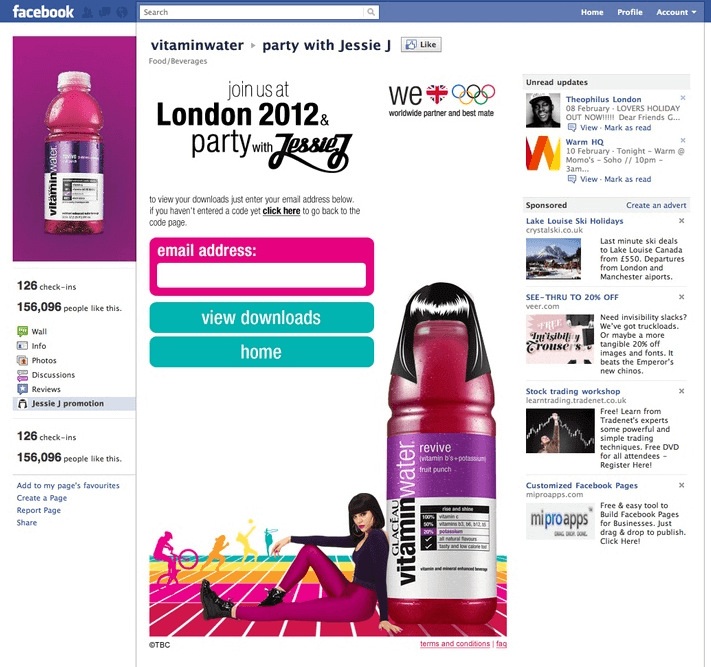 facebook
Search
Home Profile Account
vitaminwater ▸ party with Jessie J
Like
Food/Beverages
join us at
London 2012 &
party with Jessie J
we
worldwide partner and best mate
to view your downloads just enter your email address below.
if you haven't entered a code yet click here to go back to the
code page.
email address:
view downloads
home
vitaminwater.
revive
126 check-ins
156,096 people like this.
Wall
Info
Photos
Discussions
Reviews
Jessie J promotion
126 check-ins
156,096 people like this.
Add to my page's favourites
Create a Page
Report Page
Share
GLACÉAU
vitaminwater.
revive
(vitamin b's+potassium)
fruit punch
rise and shine
100% vitamin c
50% vitamins b3, b6, b12, b5
20% potassium
all natural flavours
tasty and low calorie too!
vitamin and mineral enhanced beverage
©TBC
terms and conditions | faq
Unread updates
Theophilus London
08 February · LOVERS HOLIDAY
OUT NOW!!!!! Dear Friends G...
View · Mark as read
Warm HQ
10 February · Tonight - Warm @
Momo's - Soho // 10pm -
3am...
View · Mark as read
Sponsored
Create an advert
Lake Louise Ski Holidays
crystalski.co.uk
Last minute ski deals
to Lake Louise Canada
from £550. Departures
from London and
Manchester aiports.
SEE-THRU TO 20% OFF
veer.com
FREE
Invisibility
Trousers
Need invisibility slacks?
We've got truckloads.
Or maybe a more
tangible 20% off
images and fonts. It
beats the Emperor's
new chinos.
Stock trading workshop
learntrading.tradenet.co.uk
Free! Learn from
Tradenet's experts
some powerful and
simple trading
techniques. Free DVD
for all attendees -
Register Here!
Customized Facebook Pages
miproapps.com
miproapps
DRAG. DROP. DONE.
Free & easy tool to
Build Facebook Pages
for Businesses. Just
drag & drop to publish.
Click Here!